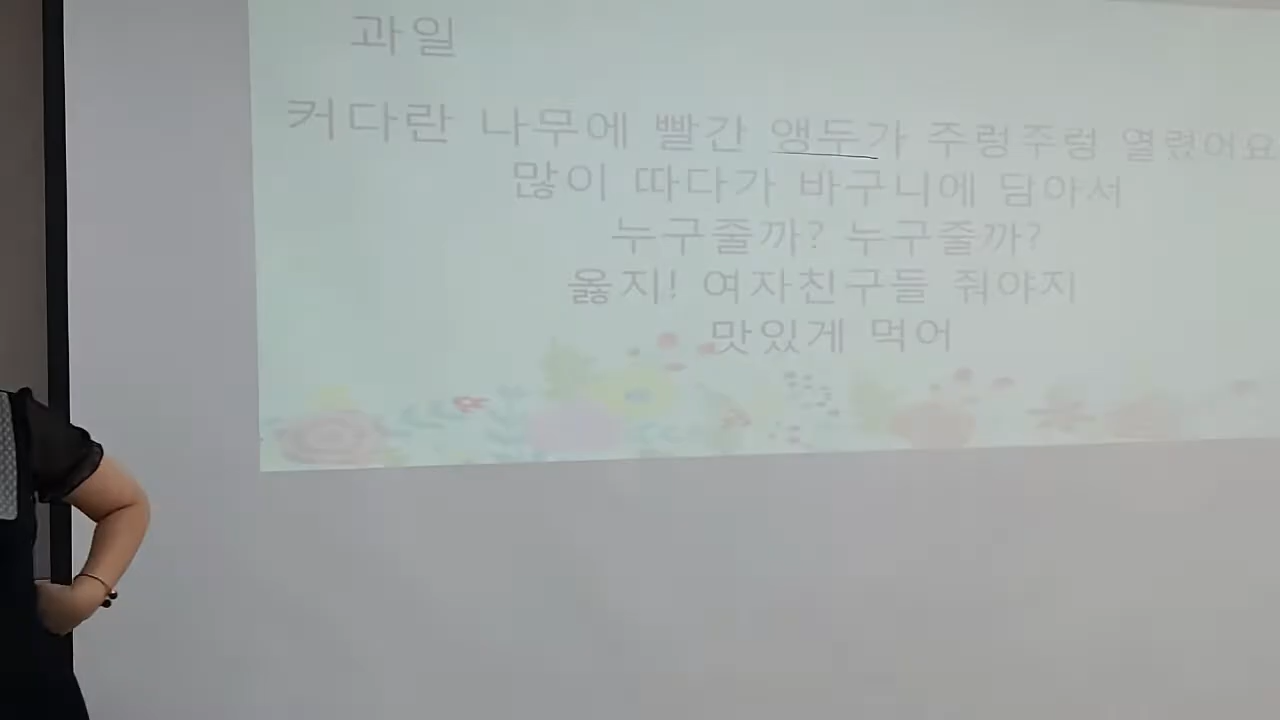 과일
커다란 나무에 빨간 앵두가 주렁주렁 열렸어요
많이 따다가 바구니에 담아서
누구줄까? 누구줄까?
옳지! 여자친구들 줘야지
맛있게 먹어